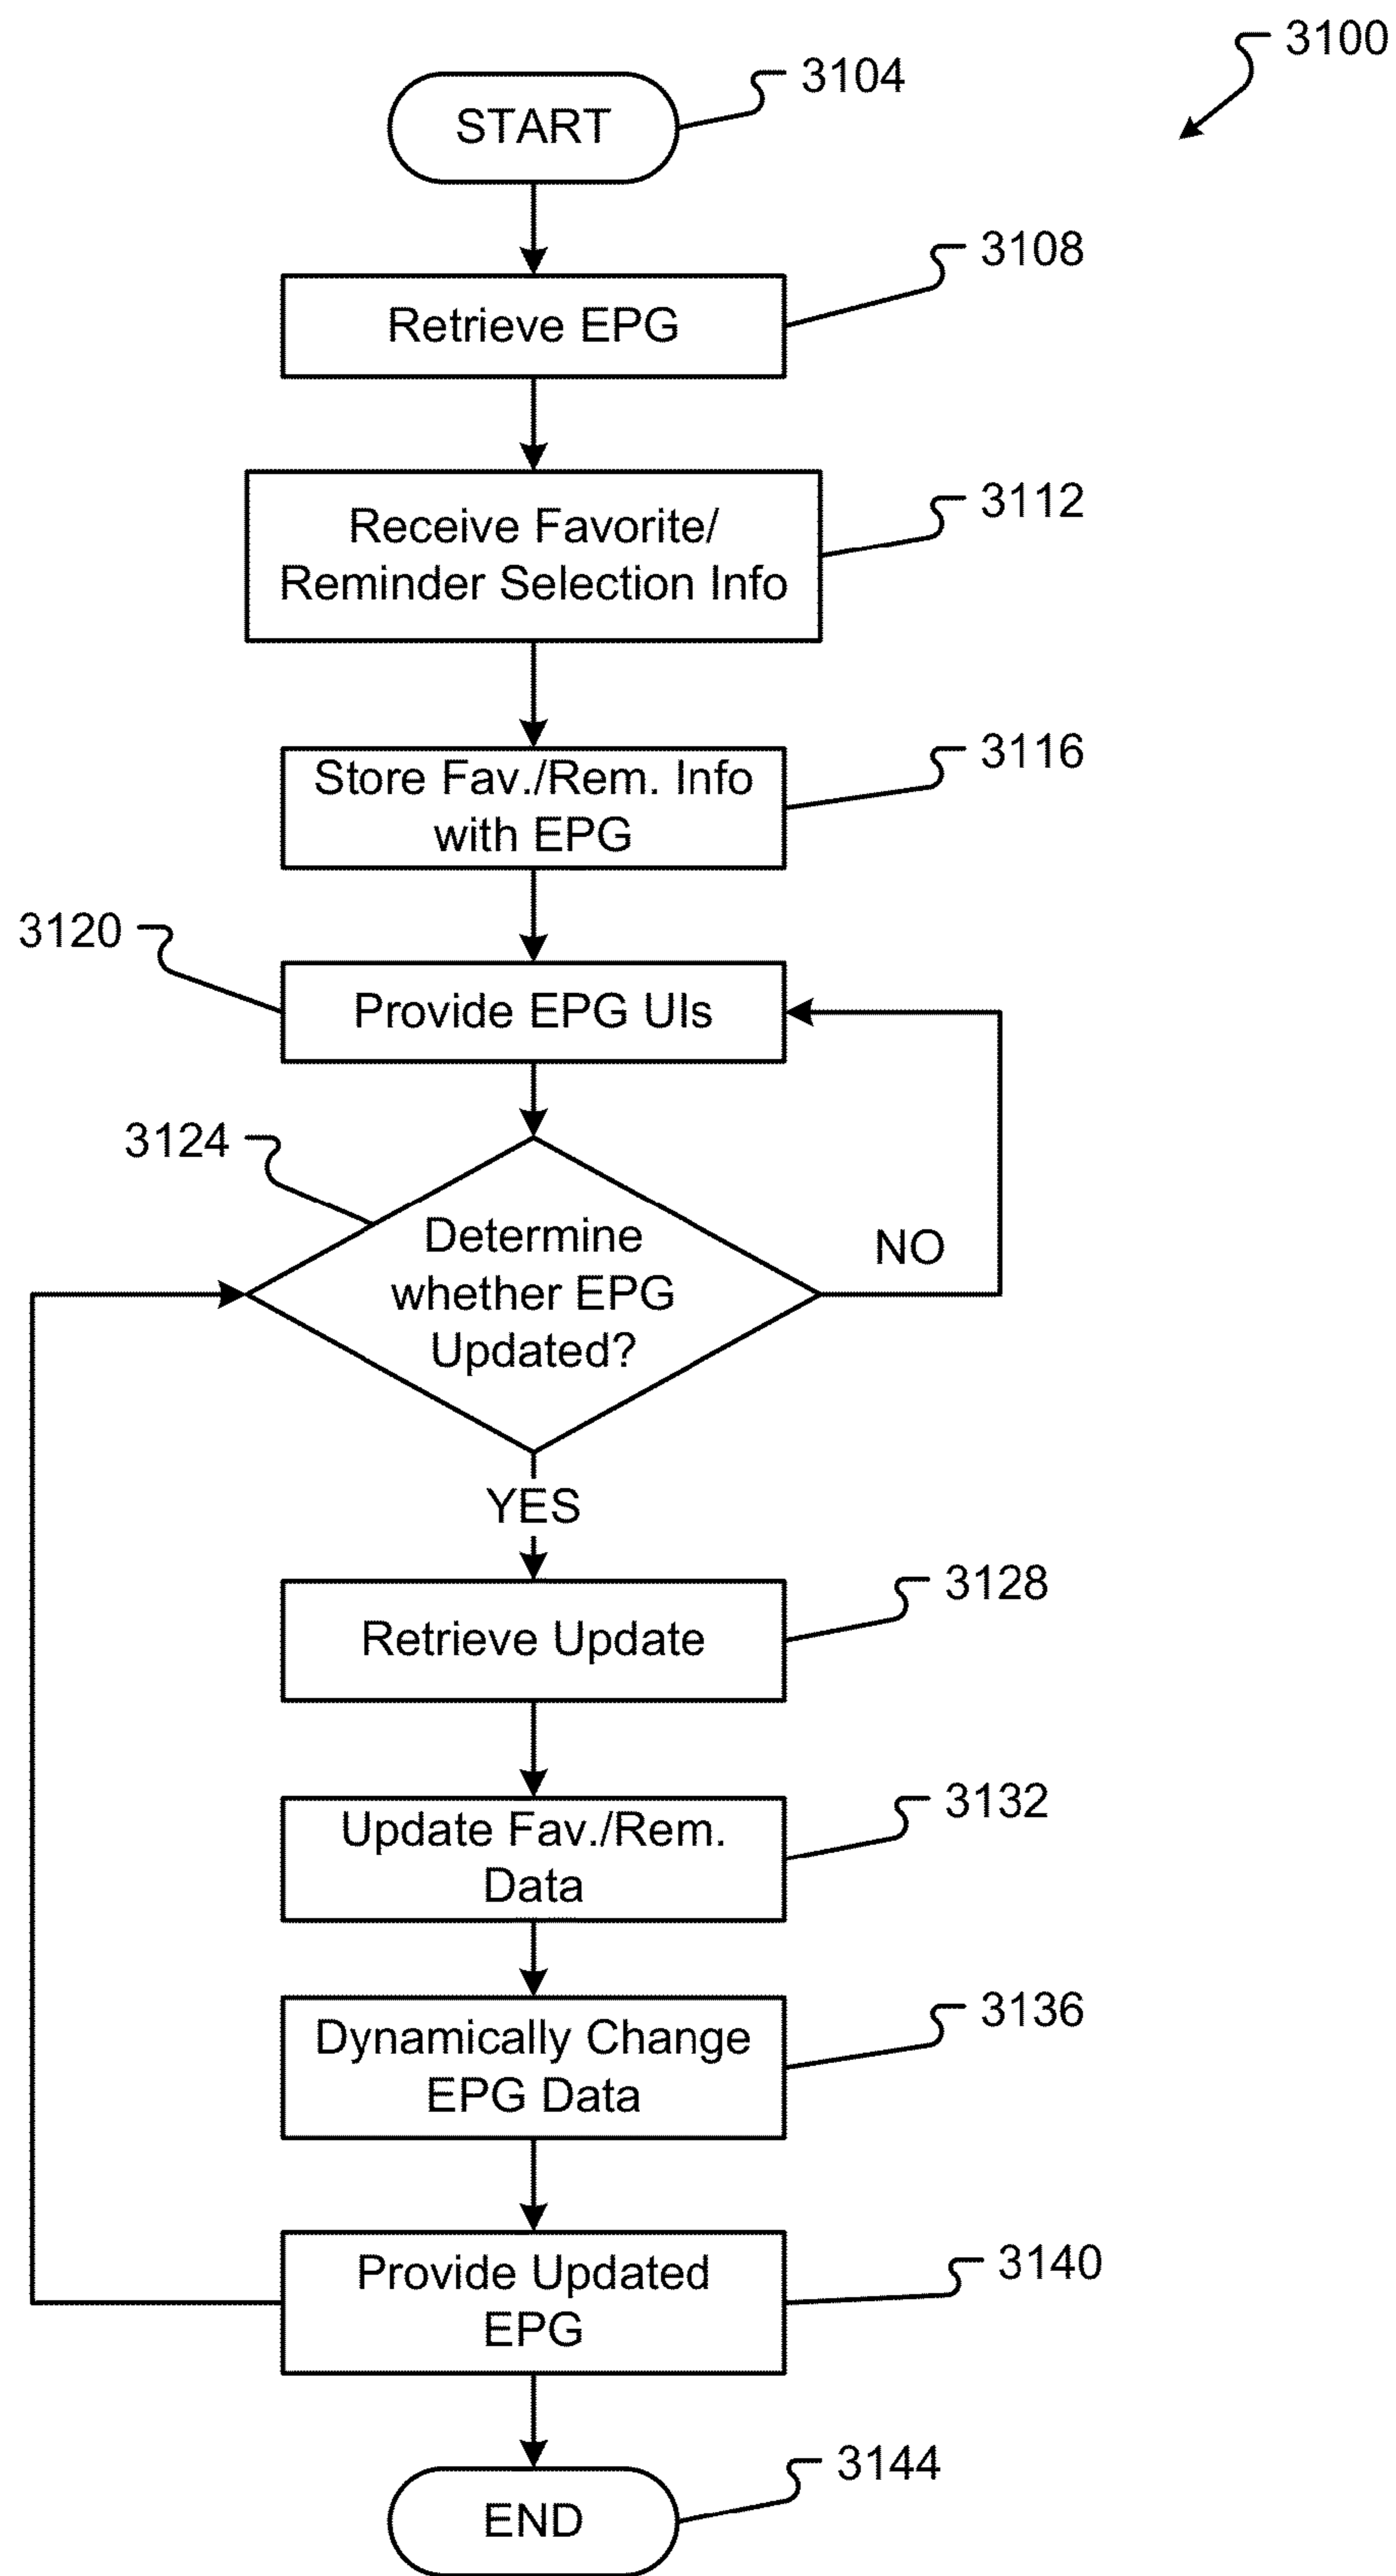 3100
START
3104
Retrieve EPG
3108
Receive Favorite/
Reminder Selection Info
3112
Store Fav./Rem. Info
with EPG
3116
3120
Provide EPG UIs
3124
Determine
whether EPG
Updated?
NO
YES
Retrieve Update
3128
Update Fav./Rem.
Data
3132
Dynamically Change
EPG Data
3136
Provide Updated
EPG
3140
END
3144